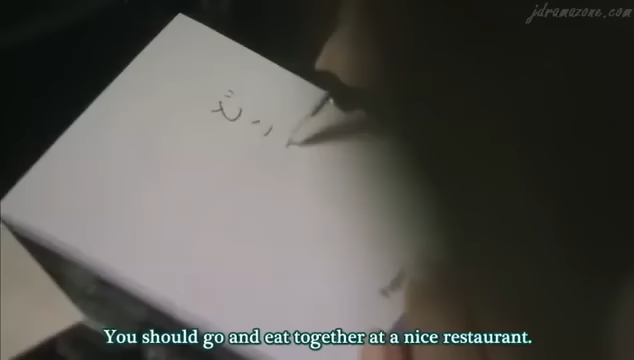 jdramazone.com
You should go and eat together at a nice restaurant.